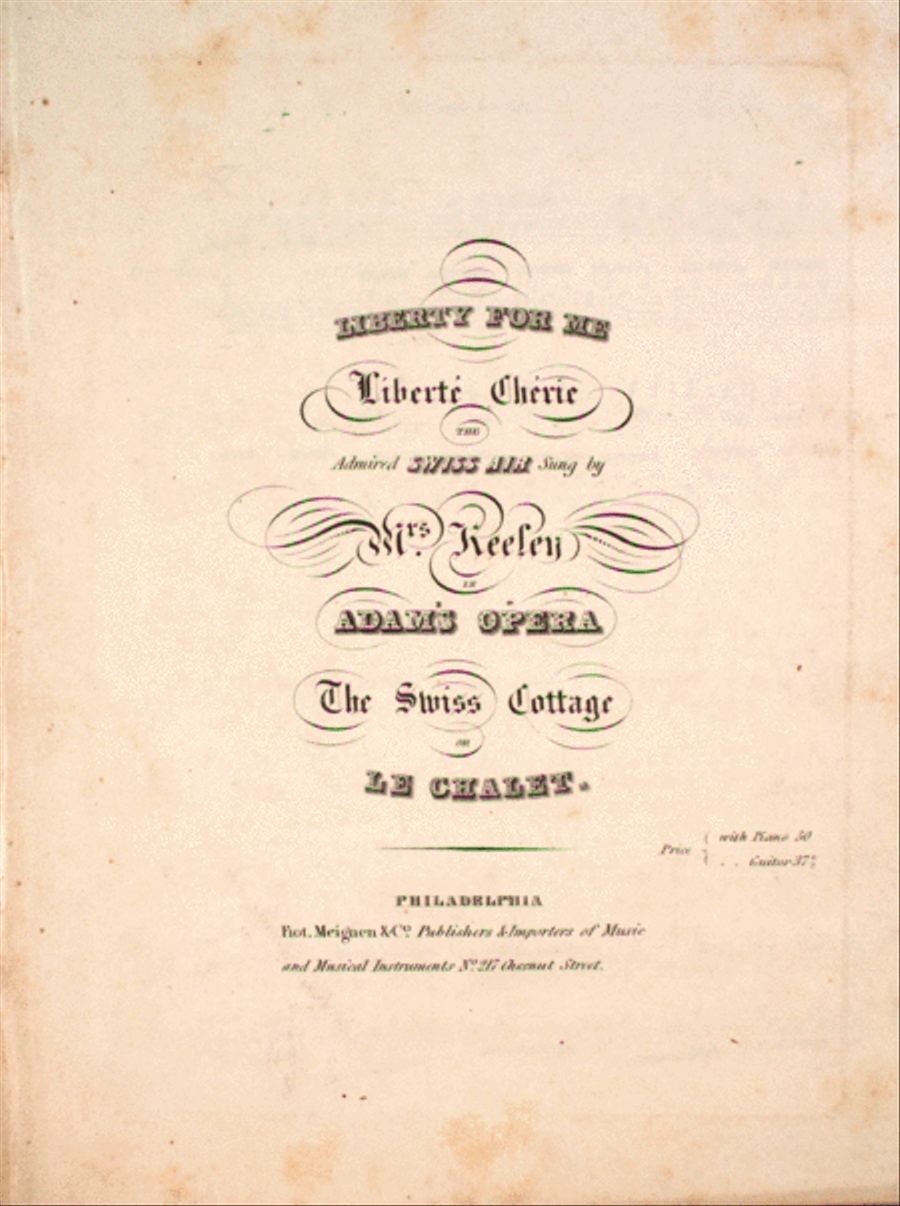 LIBERTY FOR ME
Liberté Chérie
THE
Admired SWISS AIR Sung by
Mrs. Keeley
IN
ADAM'S OPERA
The Swiss Cottage
OR
LE CHALET.
Price { with Piano 50
. . Guitar 37½
PHILADELPHIA
Fiot, Meignen & Co. Publishers & Importers of Music
and Musical Instruments No. 217 Chesnut Street.